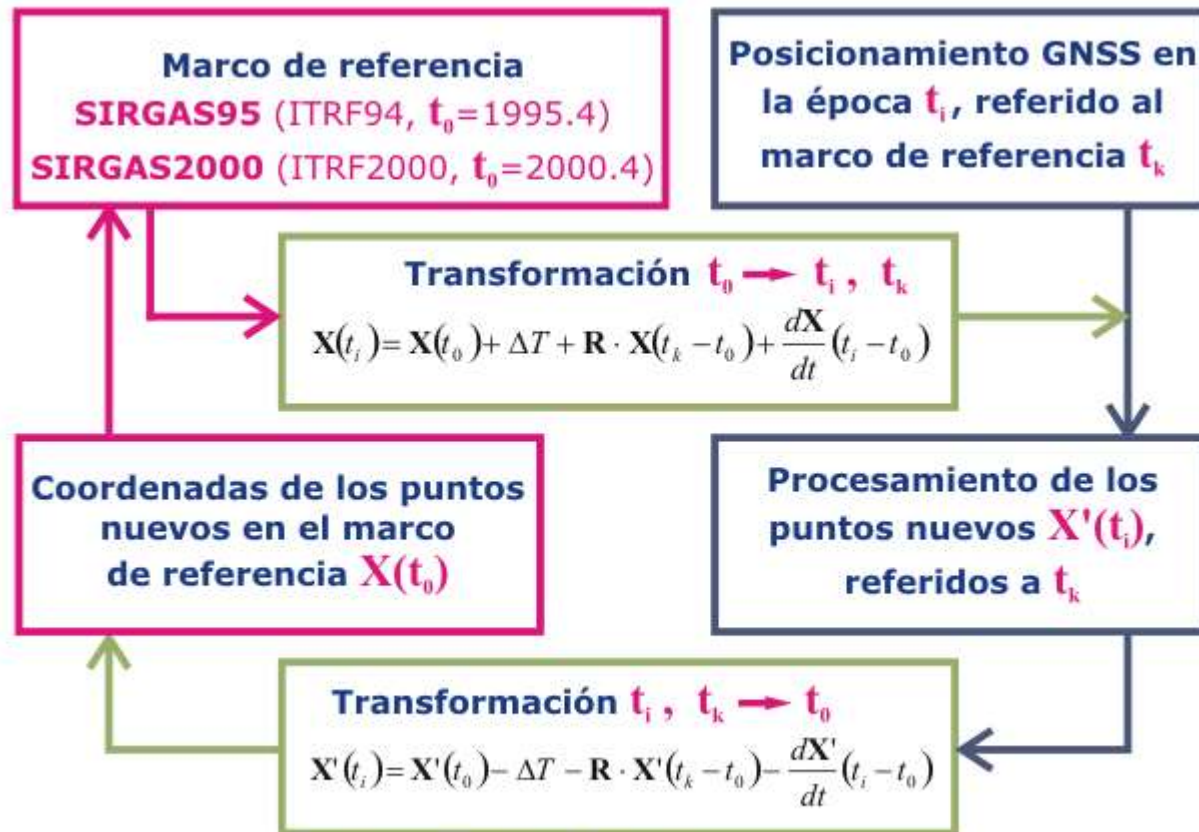 Marco de referencia
SIRGAS95 (ITRF94, t₀=1995.4)
SIRGAS2000 (ITRF2000, t₀=2000.4)
Posicionamiento GNSS en
la época tᵢ, referido al
marco de referencia tₖ
Transformación t₀ → tᵢ , tₖ
X(tᵢ)= X(t₀)+ ΔT + R · X(tₖ − t₀)+ dX/dt (tᵢ − t₀)
Coordenadas de los puntos
nuevos en el marco
de referencia X(t₀)
Procesamiento de los
puntos nuevos X'(tᵢ),
referidos a tₖ
Transformación tᵢ , tₖ → t₀
X'(tᵢ)= X'(t₀)− ΔT − R · X'(tₖ − t₀)− dX'/dt (tᵢ − t₀)